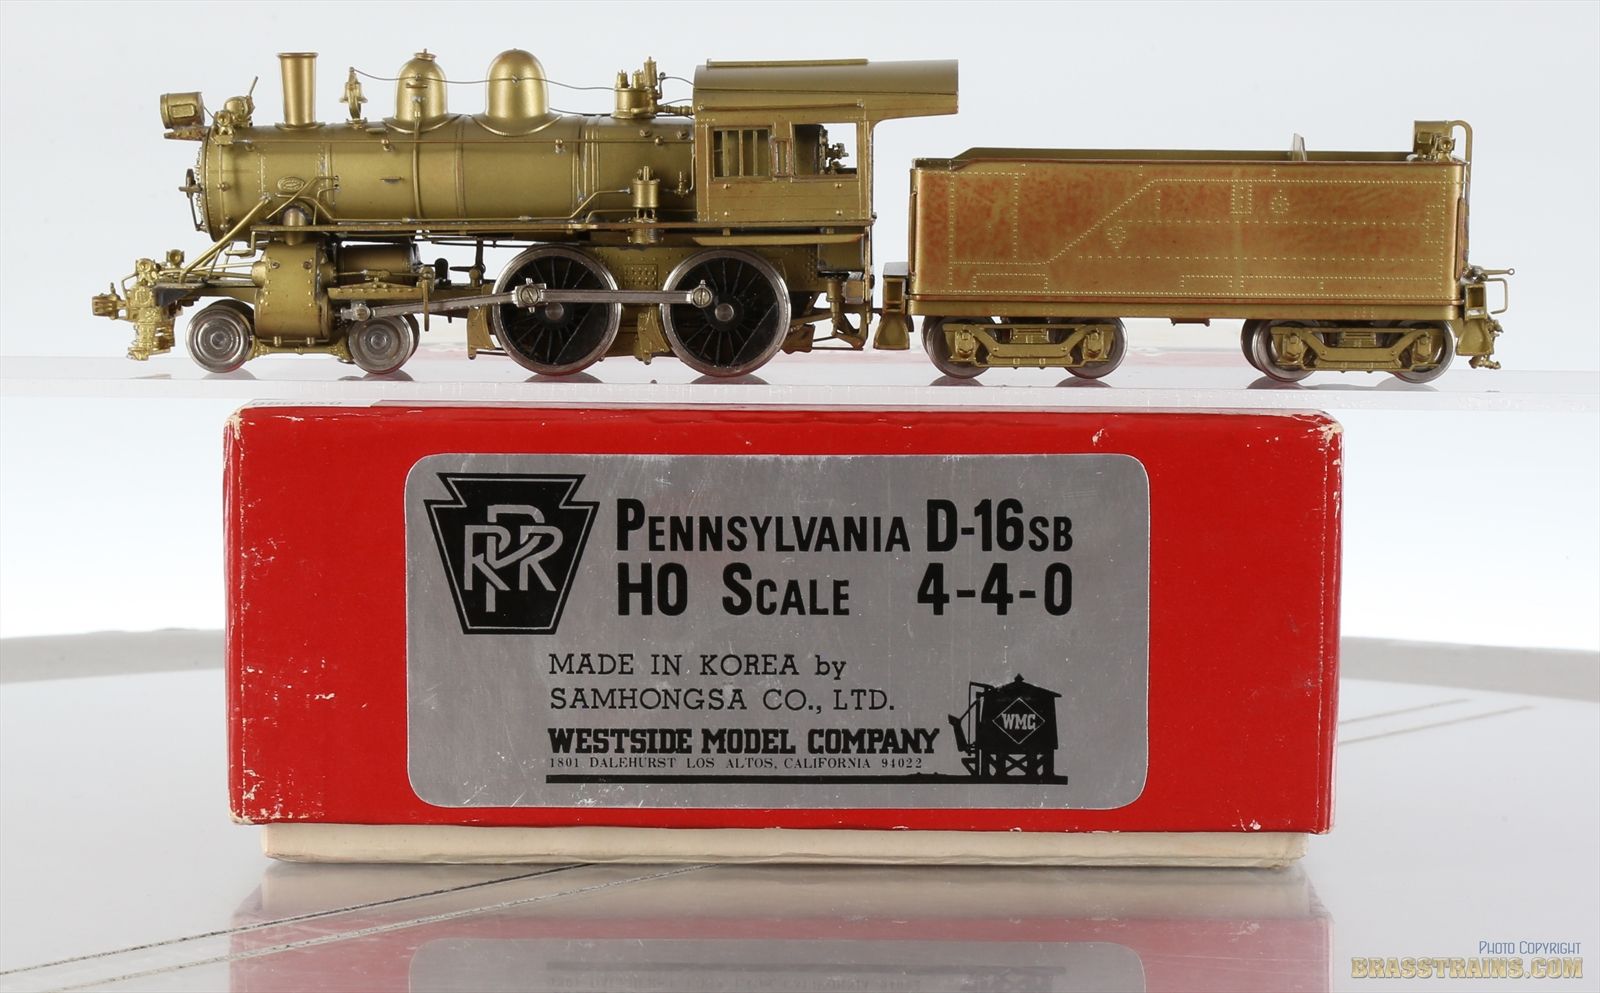 PRR
PENNSYLVANIA D-16SB
HO SCALE 4-4-0
MADE IN KOREA by
SAMHONGSA CO., LTD.
WESTSIDE MODEL COMPANY
1801 DALEHURST LOS ALTOS, CALIFORNIA 94022
WMC
PHOTO COPYRIGHT
BRASSTRAINS.COM